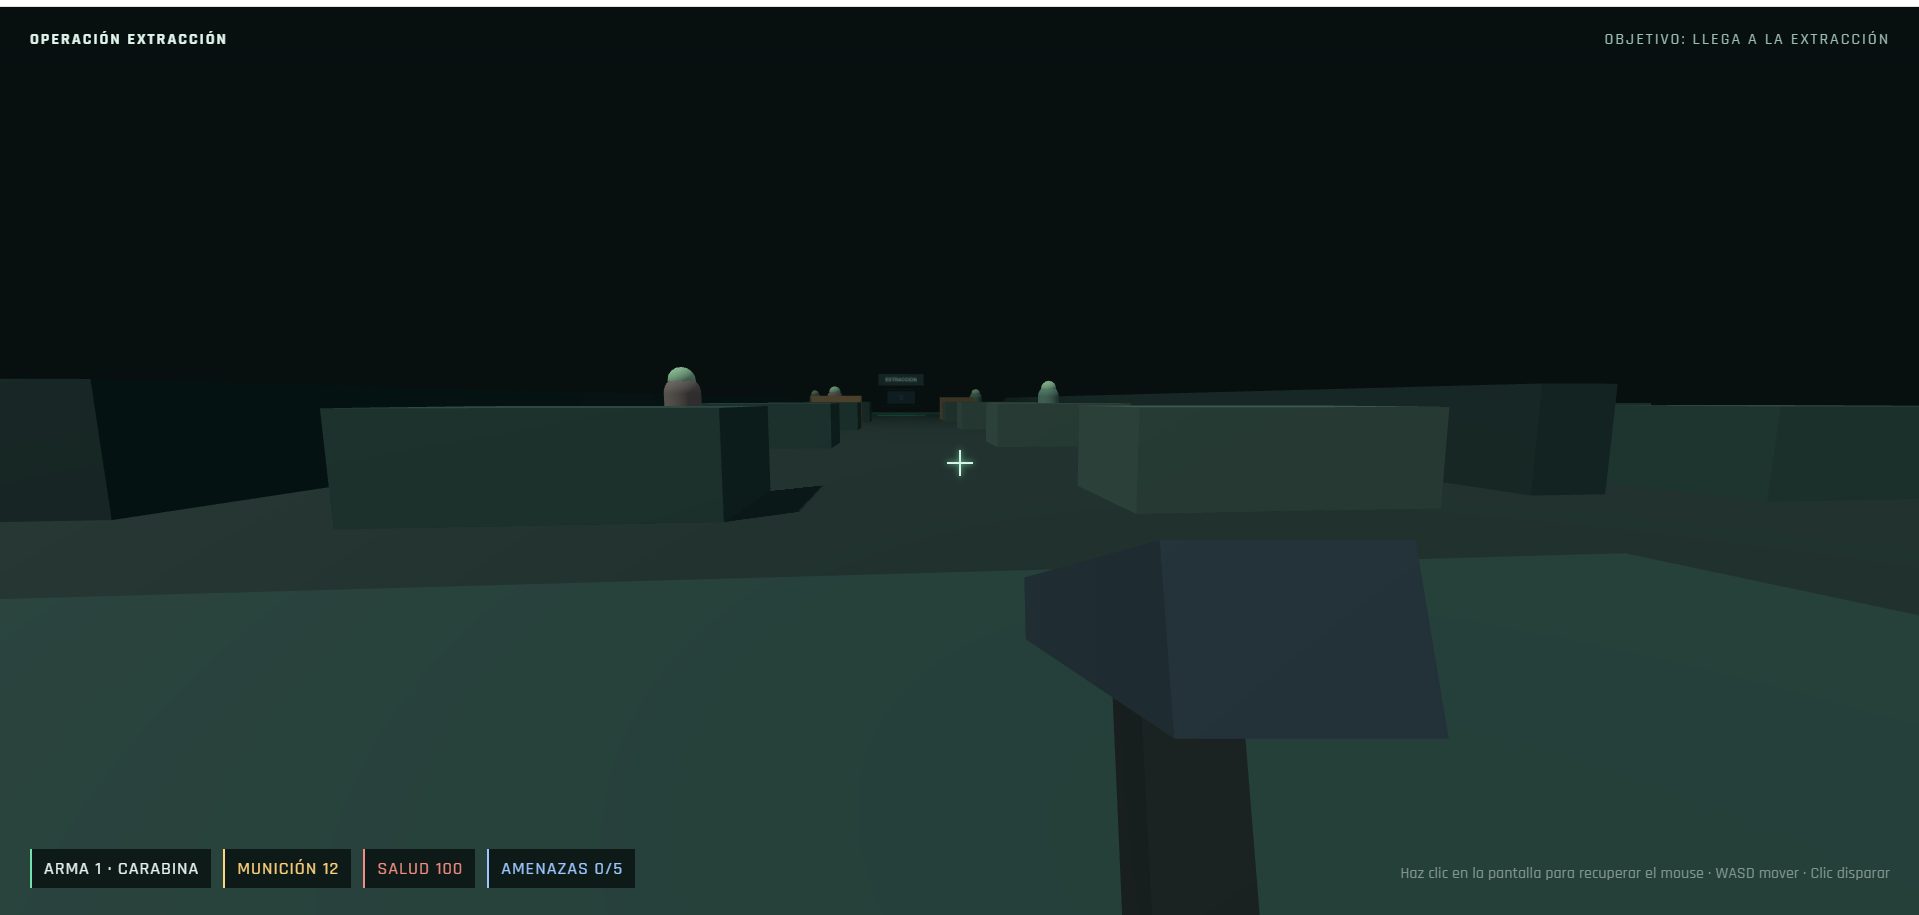 OPERACIÓN EXTRACCIÓN
OBJETIVO: LLEGA A LA EXTRACCIÓN
EXTRACCION
ARMA 1 · CARABINA
MUNICIÓN 12
SALUD 100
AMENAZAS 0/5
Haz clic en la pantalla para recuperar el mouse · WASD mover · Clic disparar